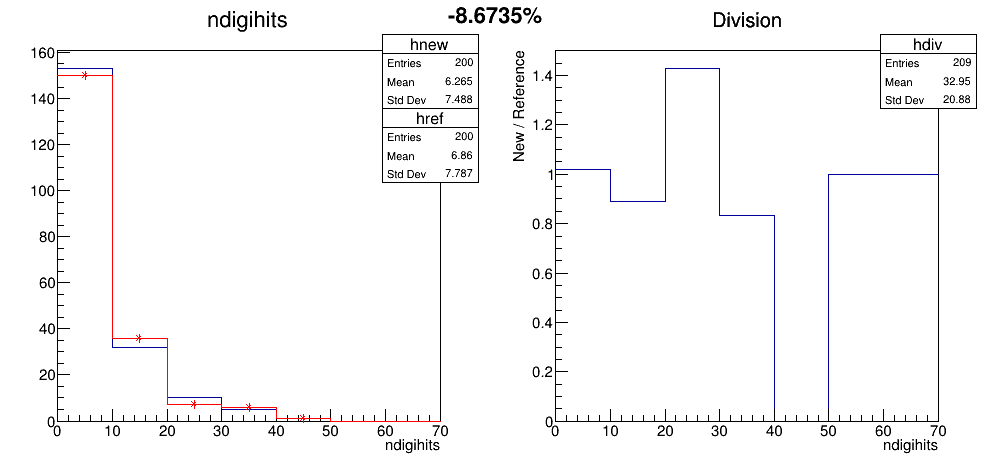 -8.6735%
ndigihits
hnew
Entries 200
Mean 6.265
Std Dev 7.488
href
Entries 200
Mean 6.86
Std Dev 7.787
160
140
120
100
80
60
40
20
0
0 10 20 30 40 50 60 70
ndigihits
Division
hdiv
Entries 209
Mean 32.95
Std Dev 20.88
New / Reference
1.4
1.2
1
0.8
0.6
0.4
0.2
0
0 10 20 30 40 50 60 70
ndigihits